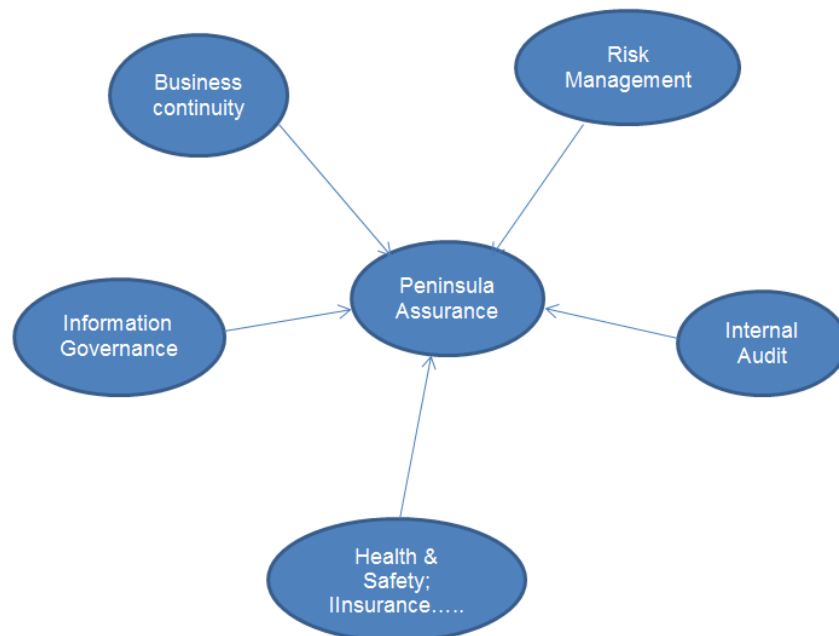 Business
continuity
Risk
Management
Peninsula
Assurance
Information
Governance
Internal
Audit
Health &
Safety;
IInsurance…..